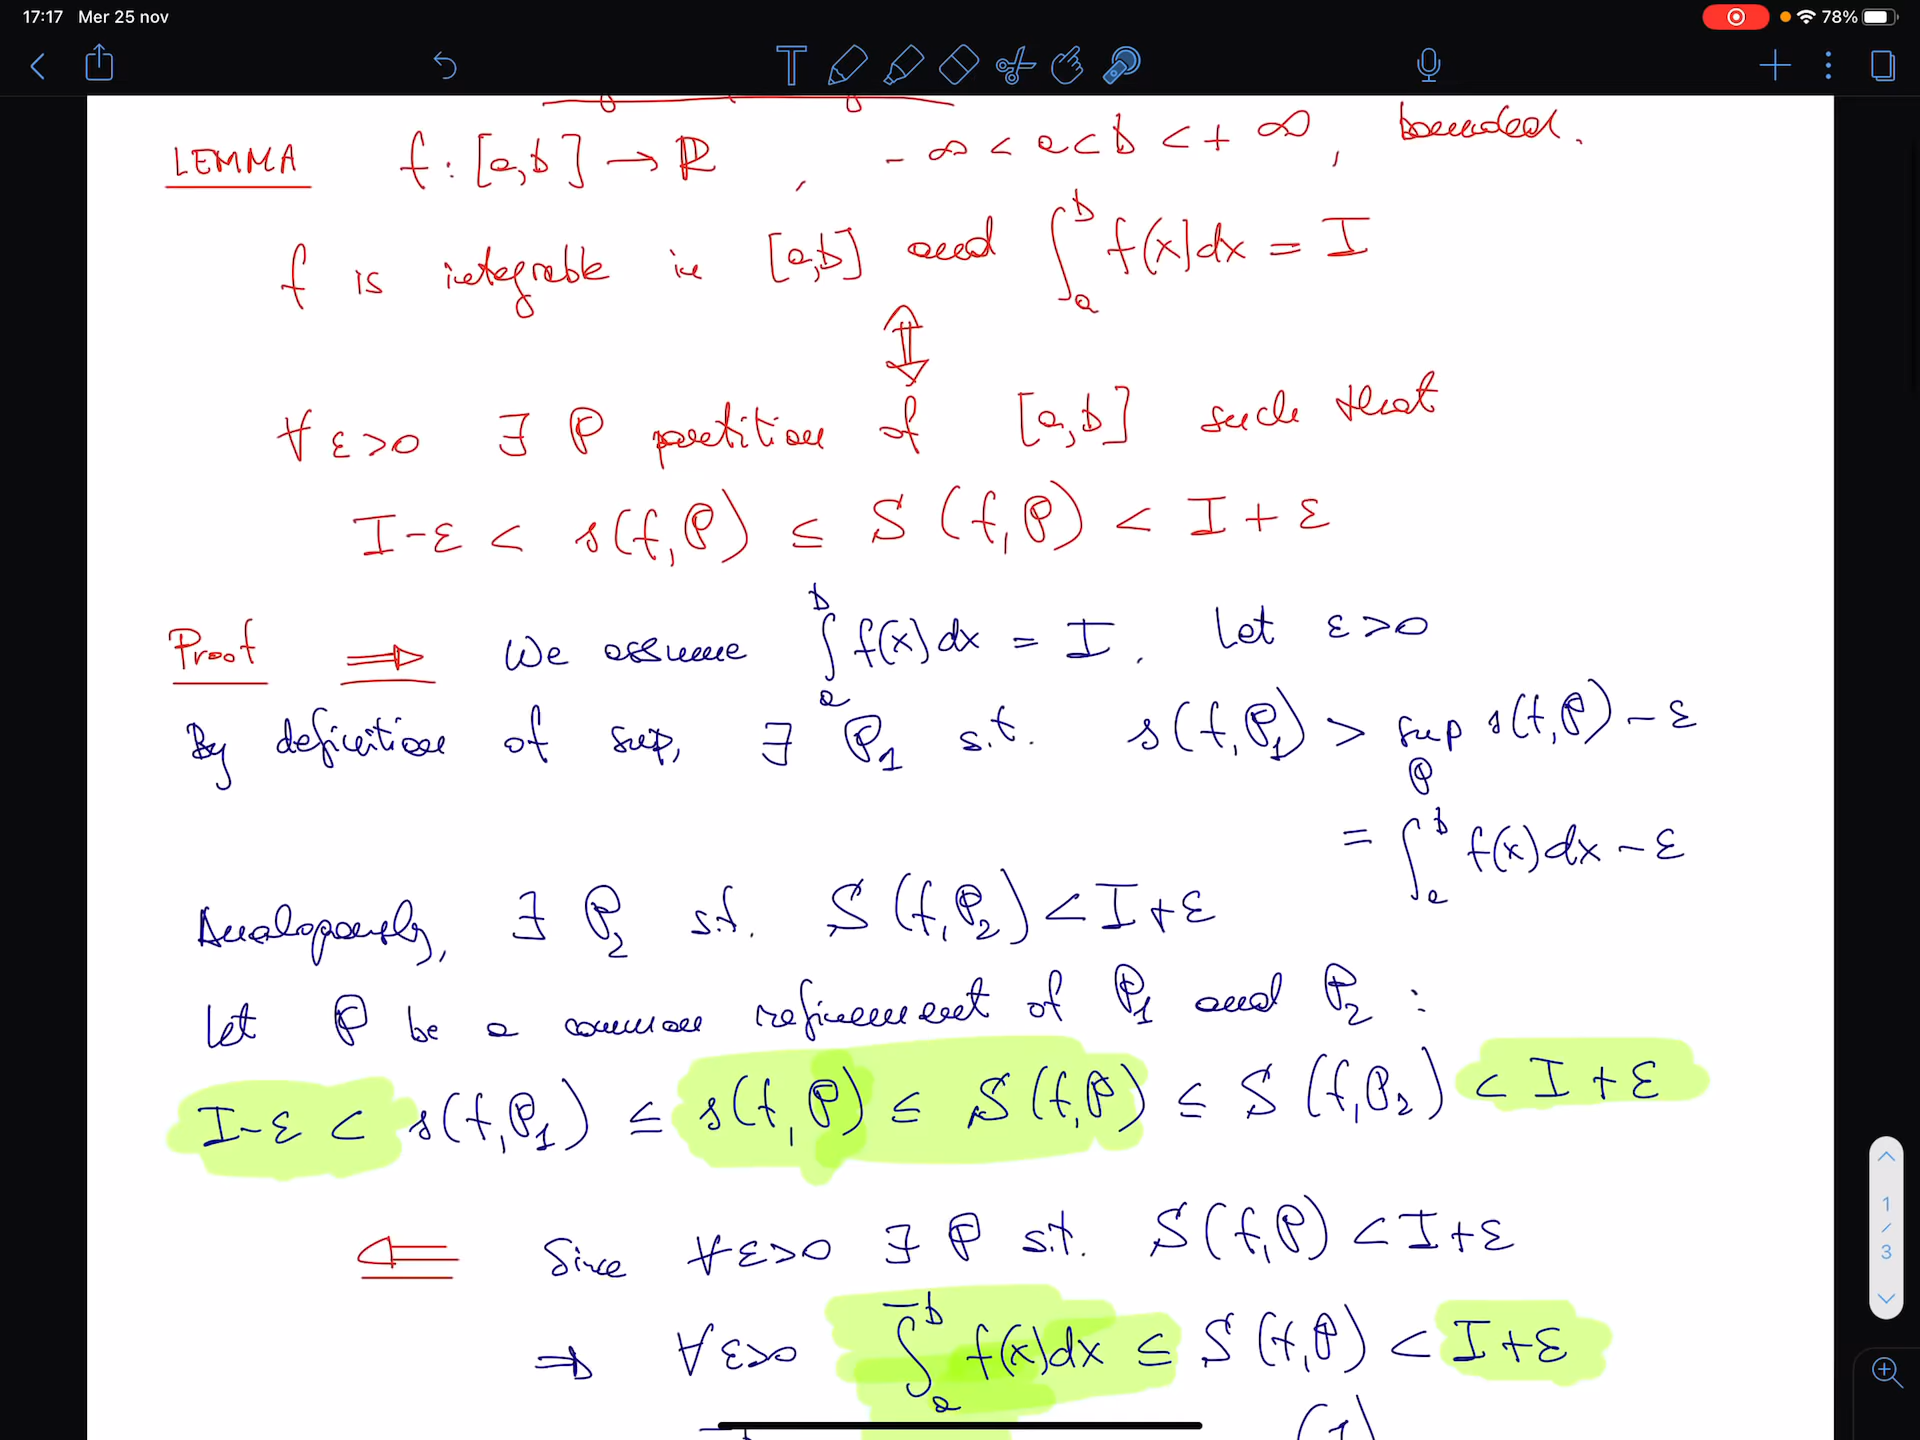 17:17 Mer 25 nov 78%
LEMMA f : [a,b] → ℝ , -∞ < a < b < +∞, bounded.
f is integrable in [a,b] and ∫_a^b f(x)dx = I
⇕
∀ ε>0 ∃ P partition of [a,b] such that
I-ε < s(f,P) ≤ S(f,P) < I+ε
Proof ⇒ We assume ∫_a^b f(x)dx = I. Let ε>0
By definition of sup, ∃ P_1 s.t. s(f,P_1) > sup_P s(f,P) - ε
= ∫_a^b f(x)dx - ε
Analogously, ∃ P_2 s.t. S(f,P_2) < I+ε
Let P be a common refinement of P_1 and P_2 :
I-ε < s(f,P_1) ≤ s(f,P) ≤ S(f,P) ≤ S(f,P_2) < I+ε
⇐ Since ∀ε>0 ∃ P s.t. S(f,P) < I+ε
⇒ ∀ε>0 \overline{∫}_a^b f(x)dx ≤ S(f,P) < I+ε
1
/
3